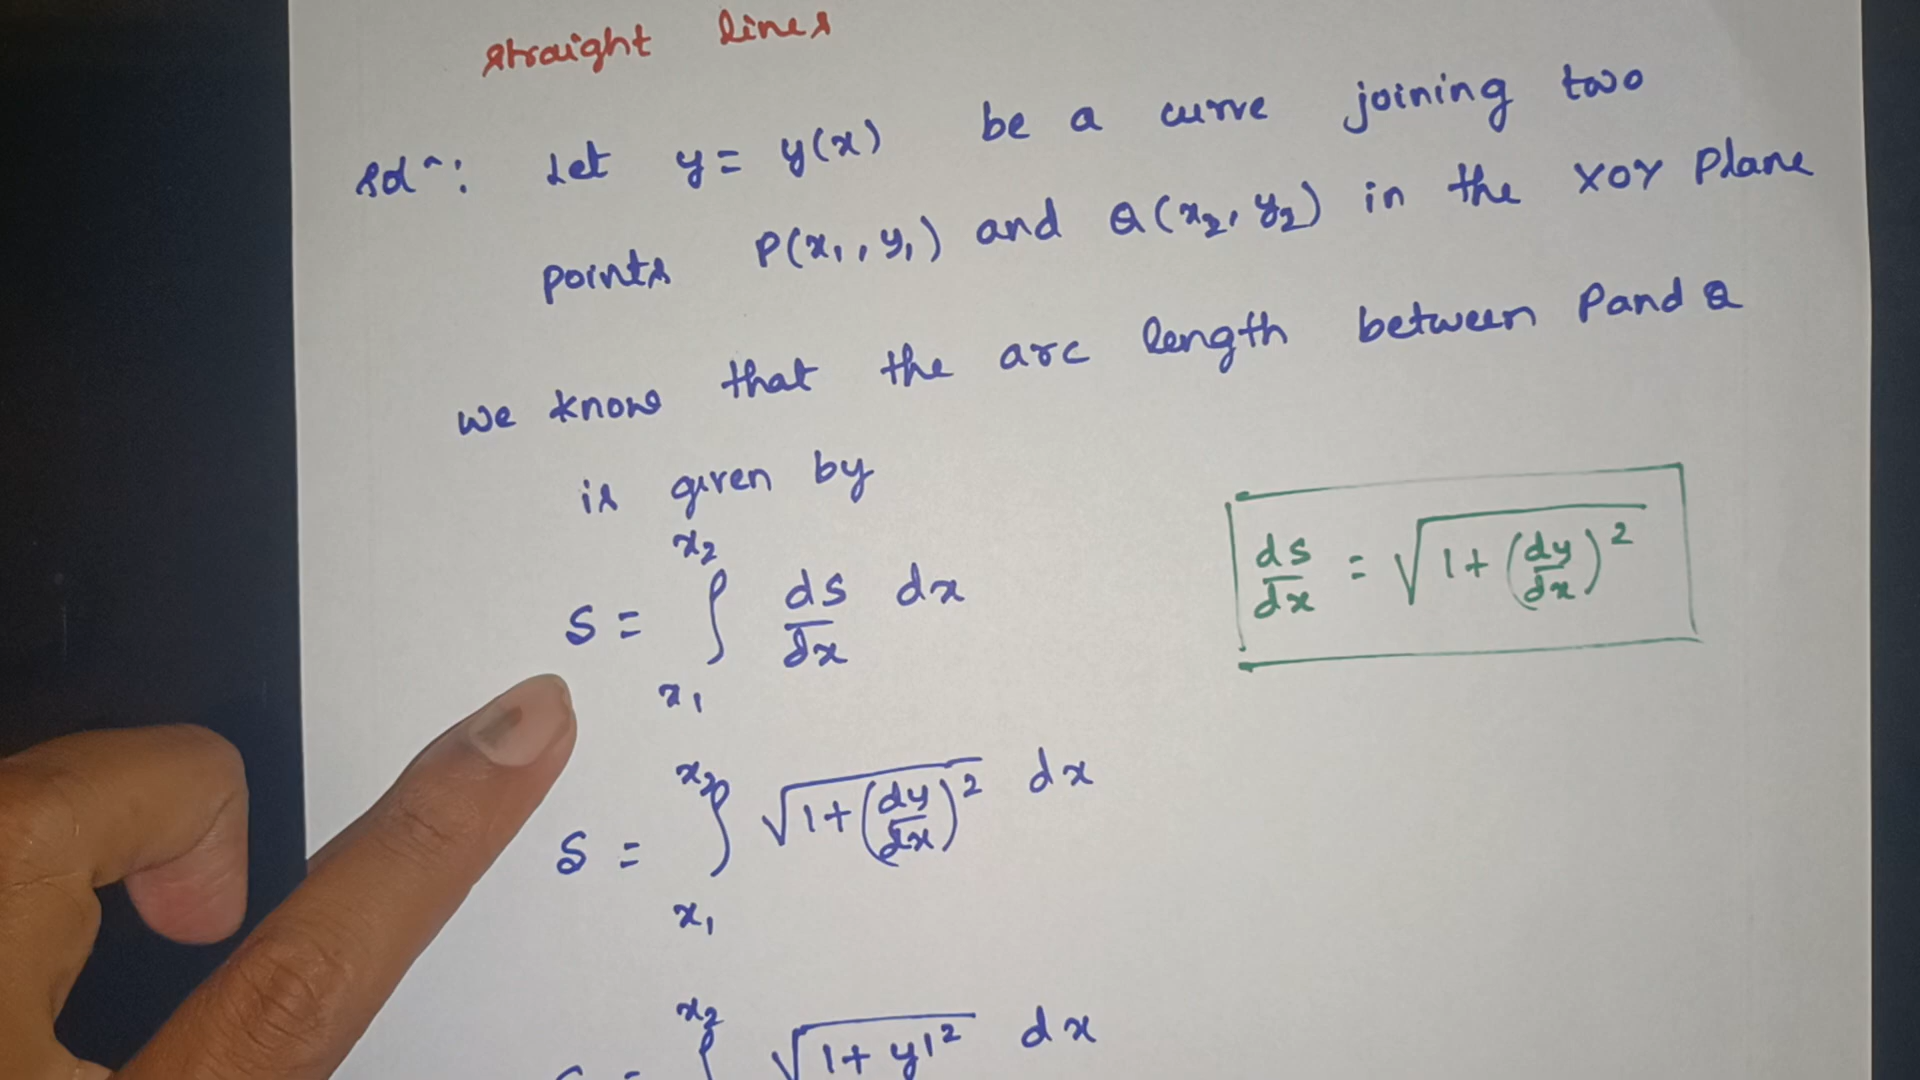 straight lines
Solⁿ: Let y = y(x) be a curve joining two
points P(x₁, y₁) and Q(x₂, y₂) in the XOY Plane
We know that the arc length between P and Q
is given by
S = ∫_{x₁}^{x₂} ds/dx dx
ds/dx = √(1 + (dy/dx)²)
S = ∫_{x₁}^{x₂} √(1 + (dy/dx)²) dx
S = ∫^{x₂} √(1 + y'²) dx